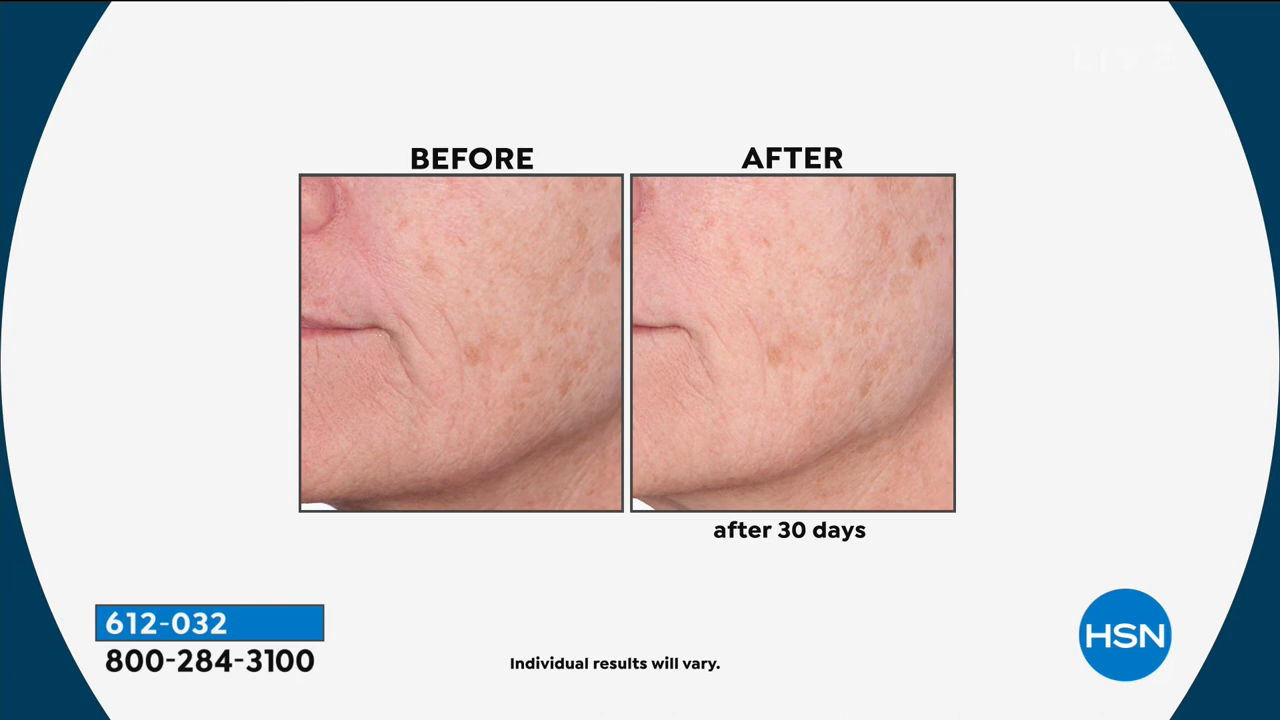 BEFORE
AFTER
after 30 days
612-032
800-284-3100
Individual results will vary.
HSN